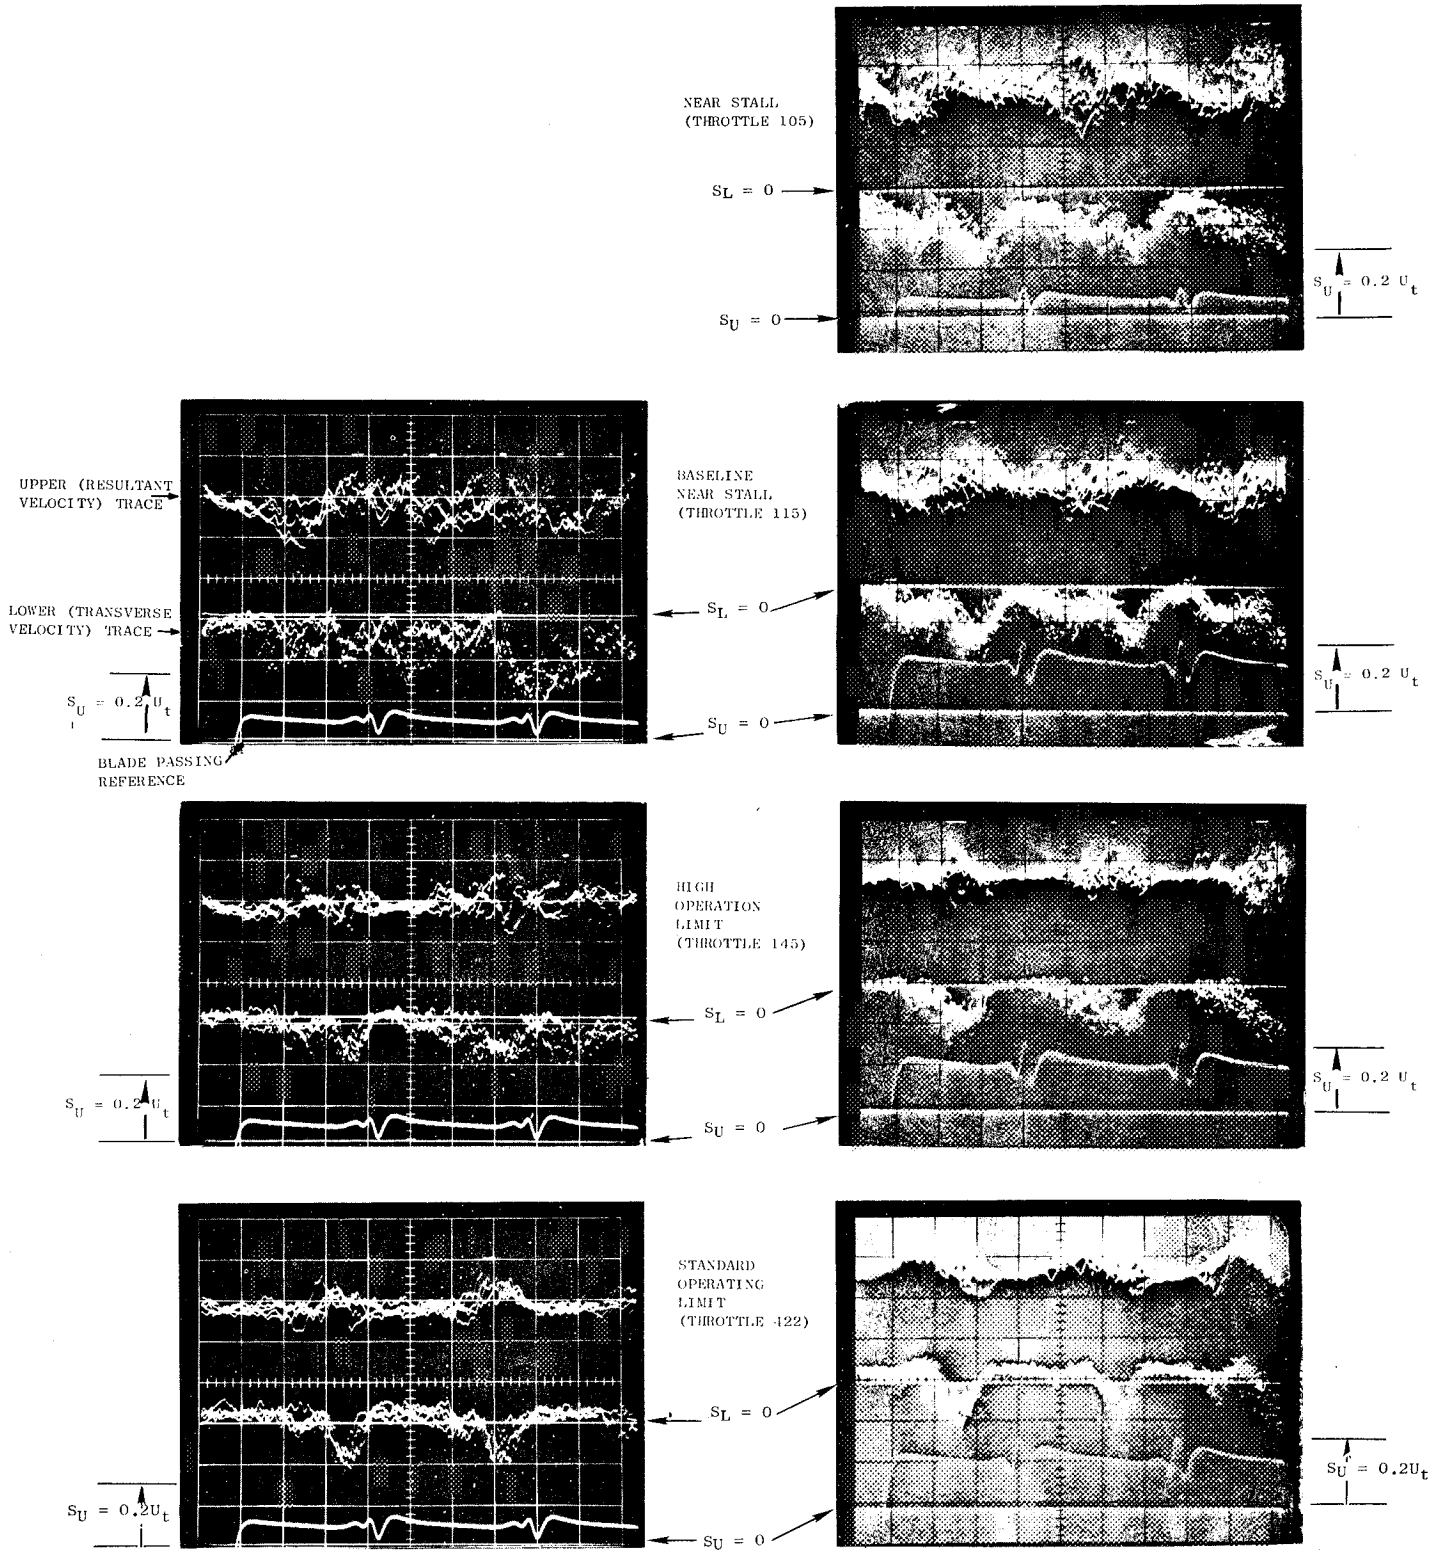 NEAR STALL
(THROTTLE 105)
SL = 0
SU = 0.2 Ut
SU = 0
UPPER (RESULTANT
VELOCITY) TRACE
BASELINE
NEAR STALL
(THROTTLE 115)
LOWER (TRANSVERSE
VELOCITY) TRACE
SL = 0
SU = 0.2 Ut
SU = 0.2 Ut
SU = 0
BLADE PASSING
REFERENCE
HIGH
OPERATION
LIMIT
(THROTTLE 145)
SL = 0
SU = 0.2 Ut
SU = 0.2 Ut
SU = 0
STANDARD
OPERATING
LIMIT
(THROTTLE 422)
SL = 0
SU = 0.2Ut
SU = 0.2Ut
SU = 0